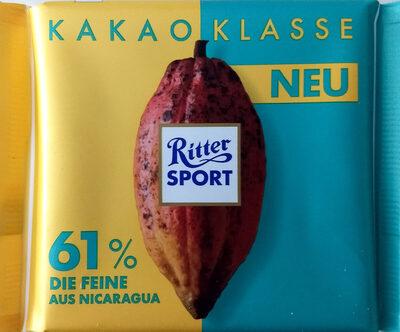 KAKAO KLASSE
NEU
Ritter
SPORT
61%
DIE FEINE
AUS NICARAGUA